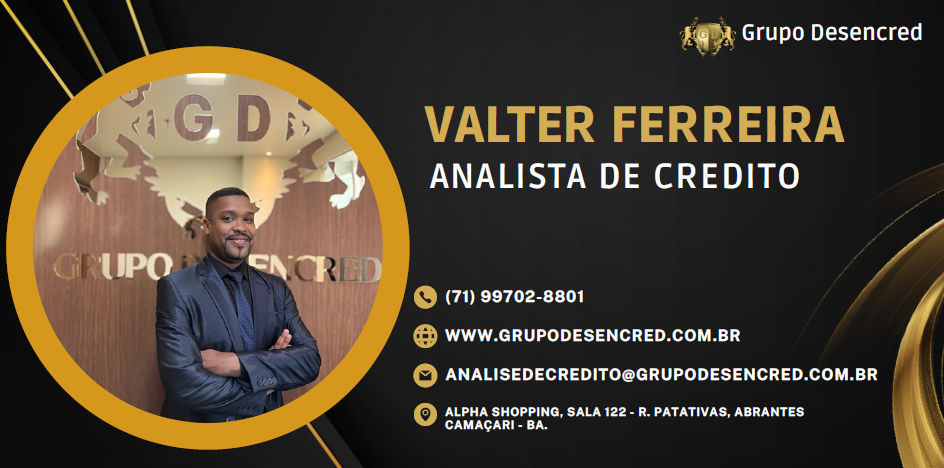 Grupo Desencred
G D
GRUPO DESENCRED
VALTER FERREIRA
ANALISTA DE CREDITO
(71) 99702-8801
WWW.GRUPODESENCRED.COM.BR
ANALISEDECREDITO@GRUPODESENCRED.COM.BR
ALPHA SHOPPING, SALA 122 - R. PATATIVAS, ABRANTES
CAMAÇARI - BA.